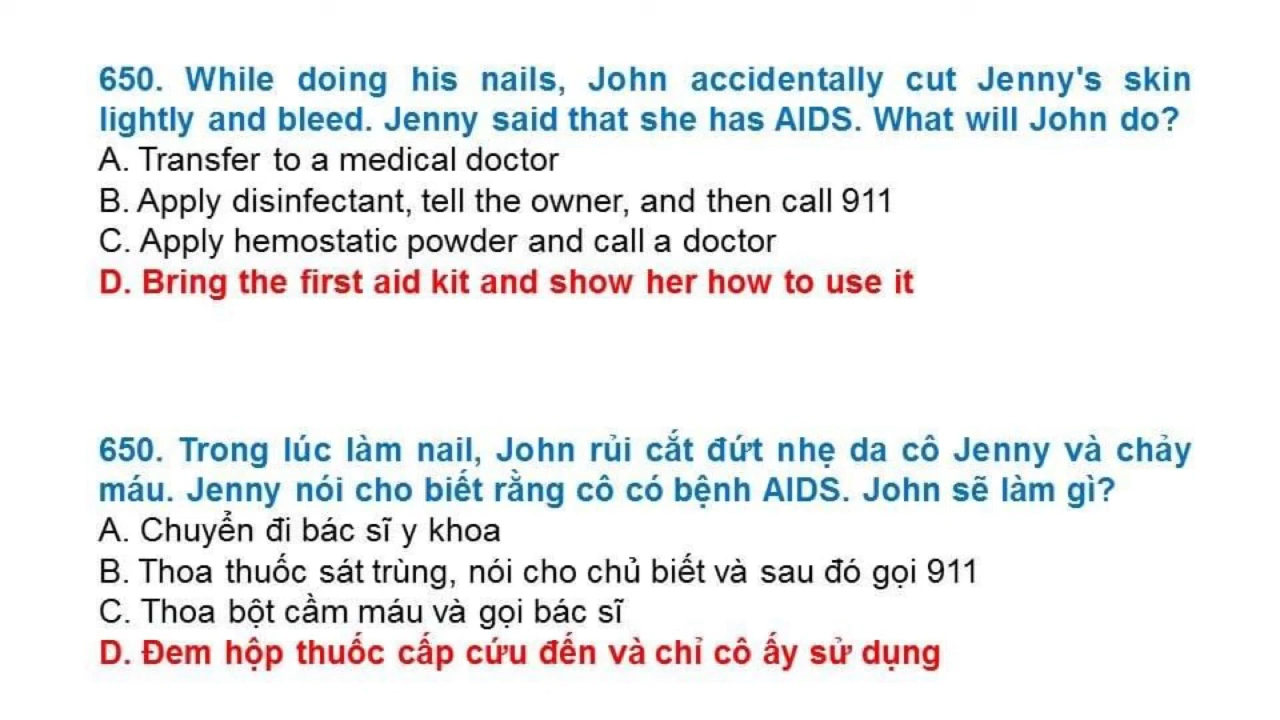 650. While doing his nails, John accidentally cut Jenny's skin
lightly and bleed. Jenny said that she has AIDS. What will John do?
A. Transfer to a medical doctor
B. Apply disinfectant, tell the owner, and then call 911
C. Apply hemostatic powder and call a doctor
D. Bring the first aid kit and show her how to use it
650. Trong lúc làm nail, John rủi cắt đứt nhẹ da cô Jenny và chảy
máu. Jenny nói cho biết rằng cô có bệnh AIDS. John sẽ làm gì?
A. Chuyển đi bác sĩ y khoa
B. Thoa thuốc sát trùng, nói cho chủ biết và sau đó gọi 911
C. Thoa bột cầm máu và gọi bác sĩ
D. Đem hộp thuốc cấp cứu đến và chỉ cô ấy sử dụng